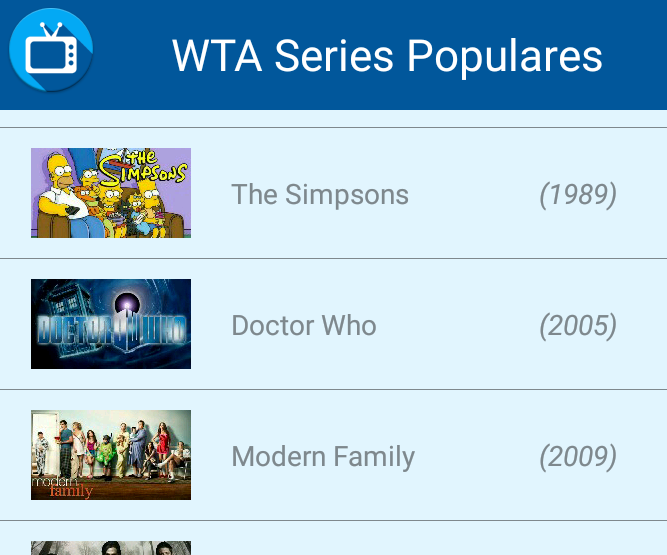 WTA Series Populares
THE SIMPSONS
The Simpsons (1989)
DOCTOR WHO
Doctor Who (2005)
modern family
Modern Family (2009)